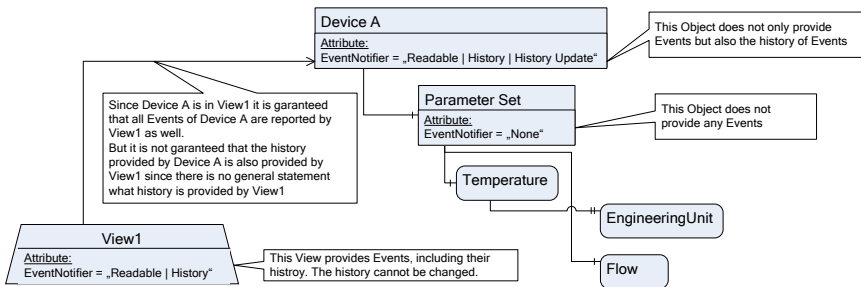 Device A
Attribute:
EventNotifier = „Readable | History | History Update“
This Object does not only provide
Events but also the history of Events
Since Device A is in View1 it is garanteed
that all Events of Device A are reported by
View1 as well.
But it is not garanteed that the history
provided by Device A is also provided by
View1 since there is no general statement
what history is provided by View1
Parameter Set
Attribute:
EventNotifier = „None“
This Object does not
provide any Events
Temperature
EngineeringUnit
Flow
View1
Attribute:
EventNotifier = „Readable | History“
This View provides Events, including their
histroy. The history cannot be changed.